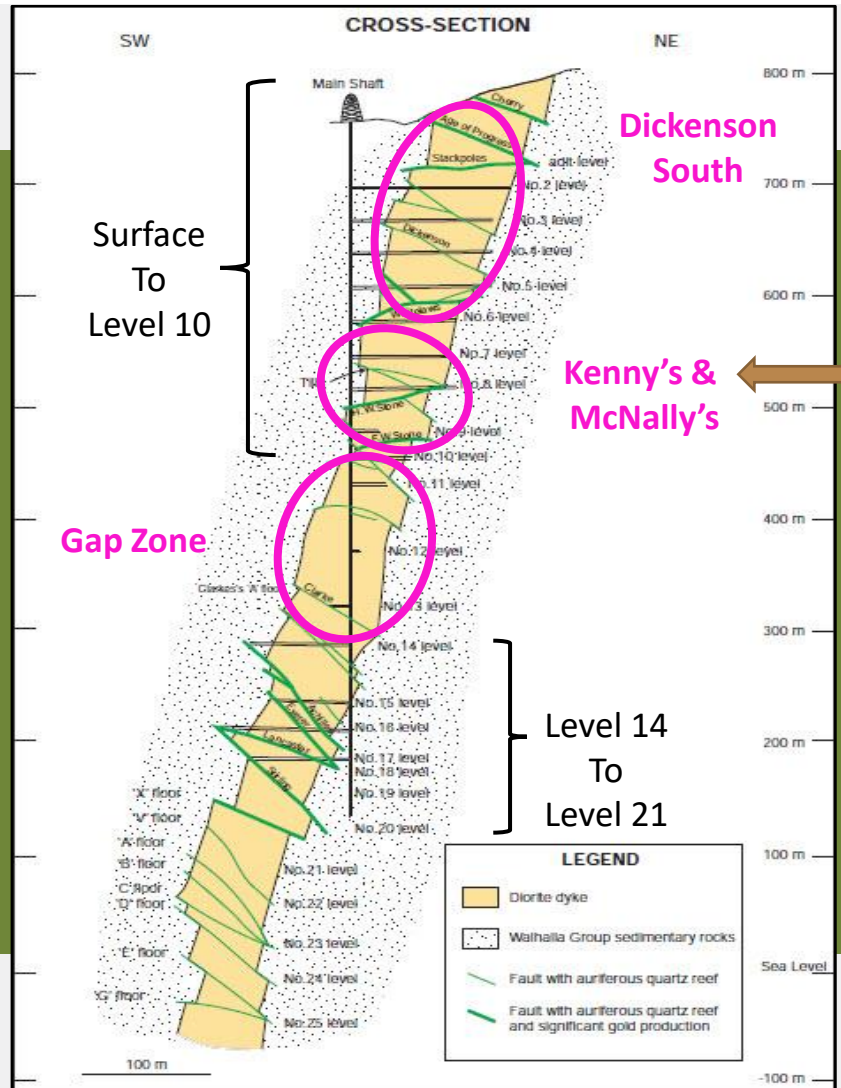 CROSS-SECTION
SW
NE
800 m
Main Shaft
Cherry
Age of Progress
Dickenson
South
Stackpoles
adit level
700 m
No.2 level
No.3 level
Dickenson
No.4 level
Surface
To
Level 10
No.5 level
600 m
No.6 level
No.7 level
No.8 level
Kenny's &
McNally's
H.W.Stone
500 m
F.W.Stone
No.9 level
No.10 level
No.11 level
Gap Zone
400 m
No.12 level
'A' floor
Clarke
No.13 level
300 m
No.14 level
No.15 level
No.16 level
Lancaster
Level 14
To
Level 21
200 m
No.17 level
No.18 level
No.19 level
'X' floor
'V' floor
No.20 level
'A' floor
'B' floor
'C' floor
'D' floor
100 m
No.21 level
No.22 level
No.23 level
'E' floor
No.24 level
'G' floor
No.25 level
LEGEND
Diorite dyke
Walhalla Group sedimentary rocks
Fault with auriferous quartz reef
Fault with auriferous quartz reef
and significant gold production
Sea Level
100 m
-100 m